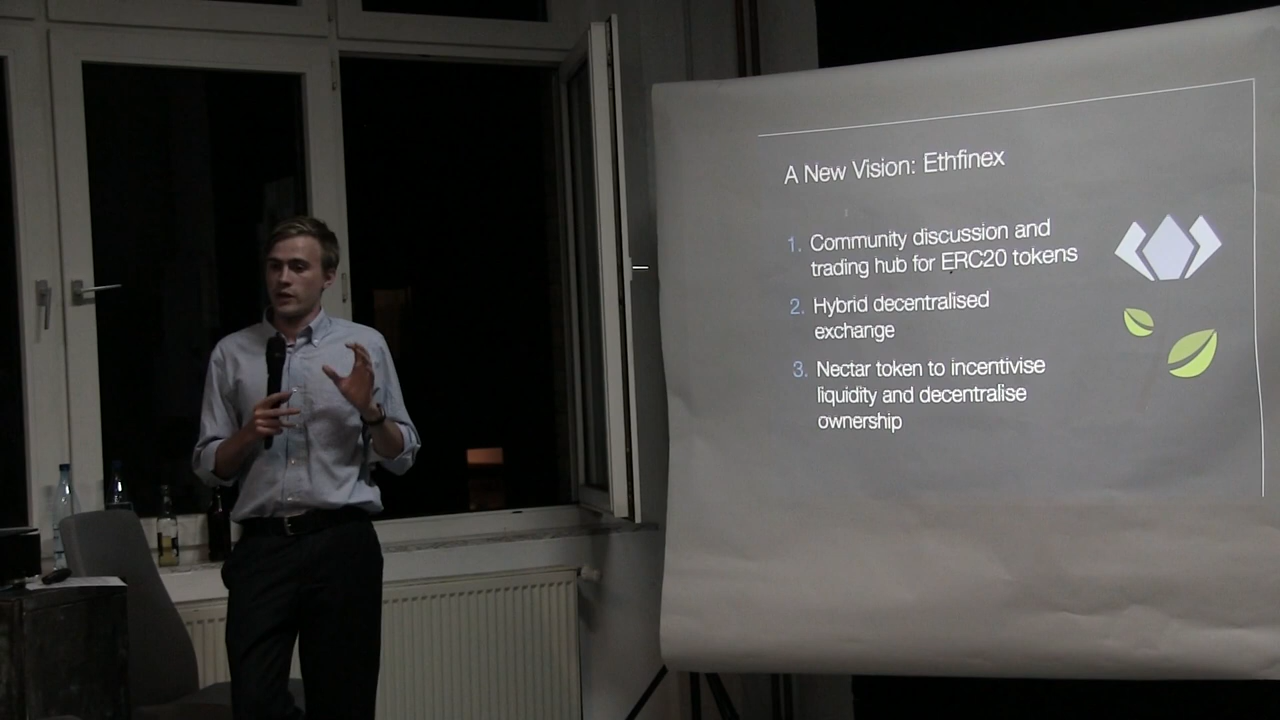 A New Vision: Ethfinex
1. Community discussion and
trading hub for ERC20 tokens
2. Hybrid decentralised
exchange
3. Nectar token to incentivise
liquidity and decentralise
ownership